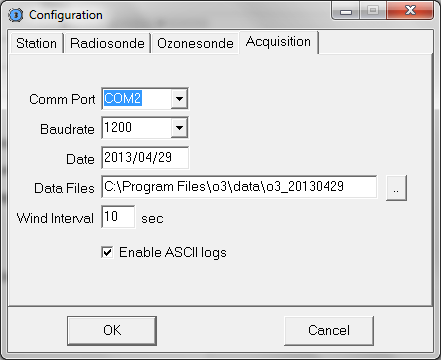 Configuration
Station Radiosonde Ozonesonde Acquisition
Comm Port COM2
Baudrate 1200
Date 2013/04/29
Data Files C:\Program Files\o3\data\o3_20130429 ..
Wind Interval 10 sec
Enable ASCII logs
OK Cancel